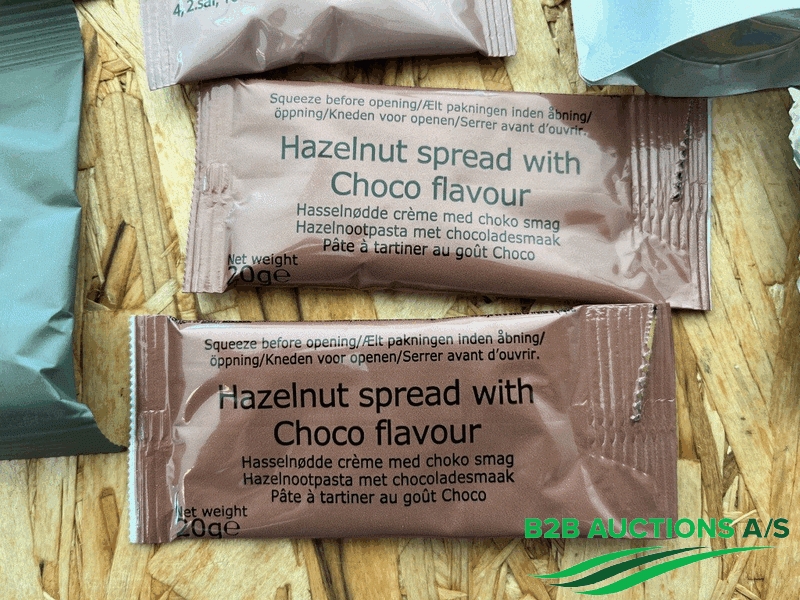 4, 2.sal,
Squeeze before opening/Ælt pakningen inden åbning/
öppning/Kneden voor openen/Serrer avant d'ouvrir.
Hazelnut spread with
Choco flavour
Hasselnødde crème med choko smag
Hazelnootpasta met chocoladesmaak
Pâte à tartiner au goût Choco
Net weight
20g℮
Squeeze before opening/Ælt pakningen inden åbning/
öppning/Kneden voor openen/Serrer avant d'ouvrir.
Hazelnut spread with
Choco flavour
Hasselnødde crème med choko smag
Hazelnootpasta met chocoladesmaak
Pâte à tartiner au goût Choco
Net weight
20g℮
B2B AUCTIONS A/S